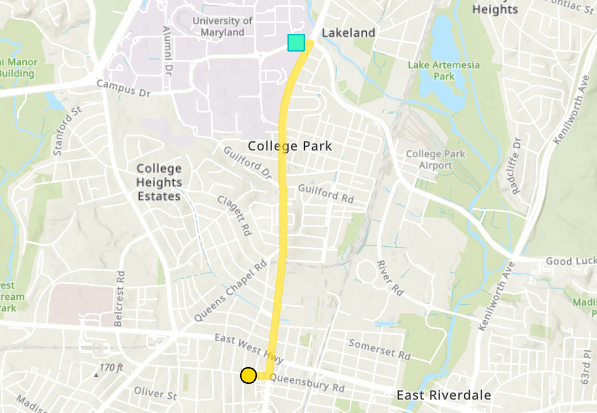 Heights
Pontiac St
University of
Maryland
Lakeland
Alumni Dr
Manor
Building
Lake Artemesia
Park
Campus Dr
Kenilworth Ave
Stanford St
College Park
College Park
Airport
Guilford Dr
Radcliffe Dr
College
Heights
Estates
Guilford Rd
Clagett Rd
Good Luck
River Rd
Queens Chapel Rd
Belcrest Rd
Stream
Park
Kenilworth Ave
Park
East West Hwy
Somerset Rd
170 ft
Queensbury Rd
63rd Pl
Oliver St
East Riverdale